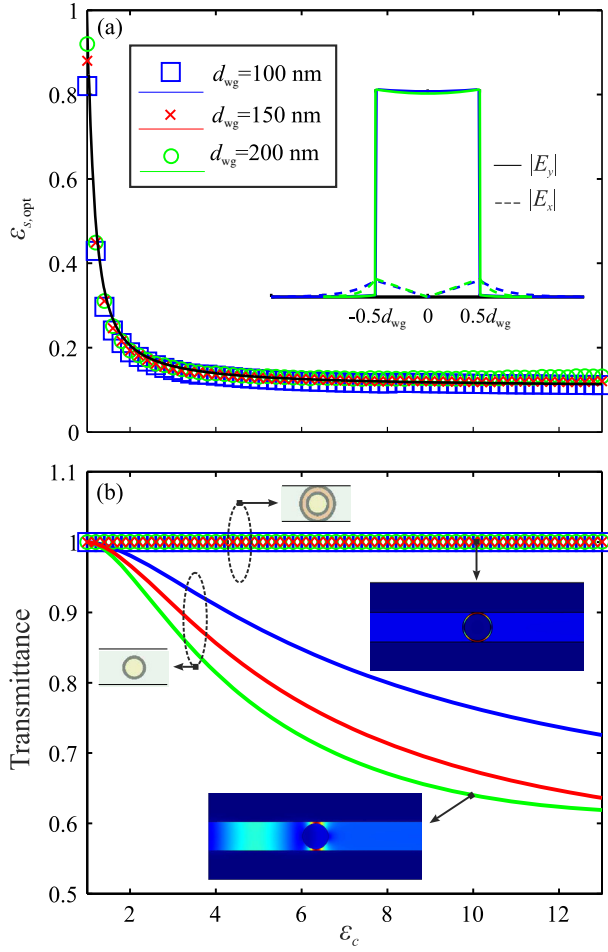 (a)
1
0.8
0.6
0.4
0.2
0
ε_s,opt
d_wg=100 nm
d_wg=150 nm
d_wg=200 nm
|E_y|
|E_x|
-0.5d_wg 0 0.5d_wg
(b)
1.1
1
0.9
0.8
0.7
0.6
0.5
Transmittance
2 4 6 8 10 12
ε_c